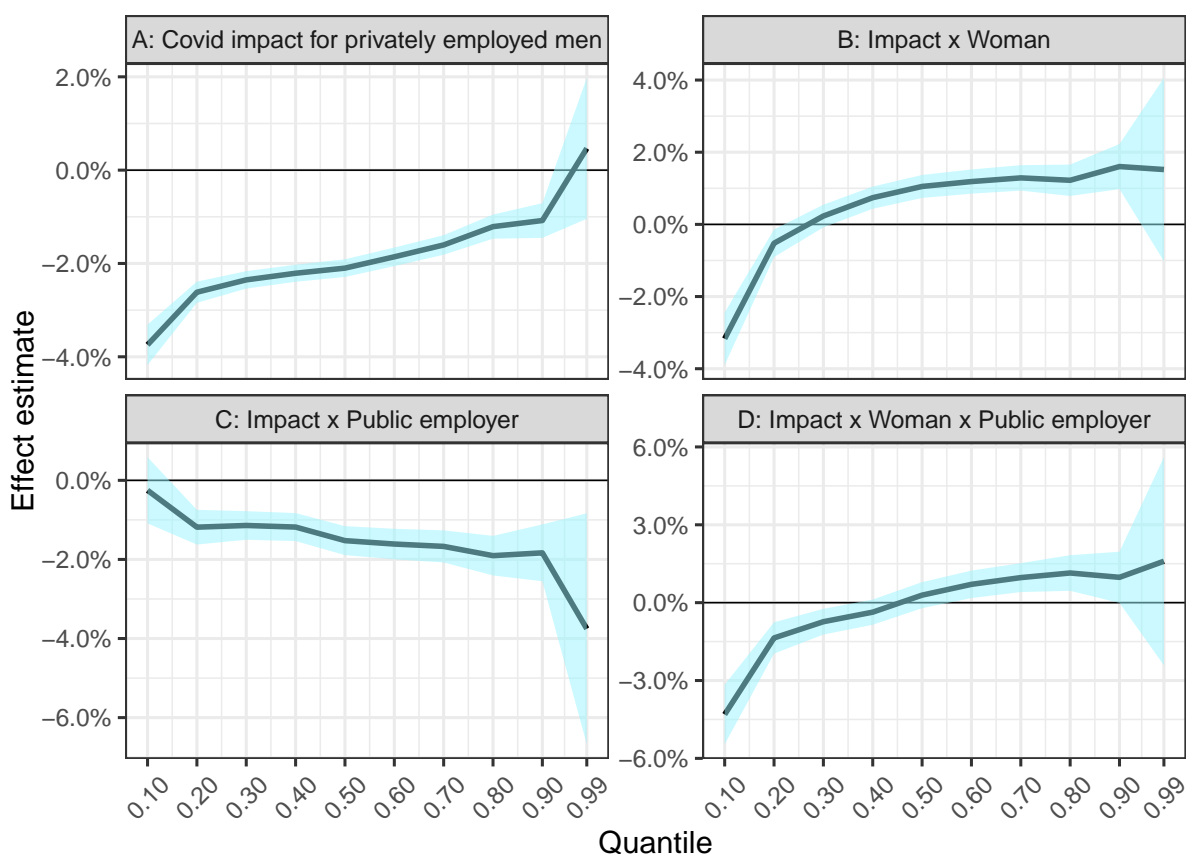 A: Covid impact for privately employed men
B: Impact x Woman
2.0%
0.0%
−2.0%
−4.0%
4.0%
2.0%
0.0%
−2.0%
−4.0%
C: Impact x Public employer
D: Impact x Woman x Public employer
0.0%
−2.0%
−4.0%
−6.0%
6.0%
3.0%
0.0%
−3.0%
−6.0%
Effect estimate
0.10 0.20 0.30 0.40 0.50 0.60 0.70 0.80 0.90 0.99
0.10 0.20 0.30 0.40 0.50 0.60 0.70 0.80 0.90 0.99
Quantile